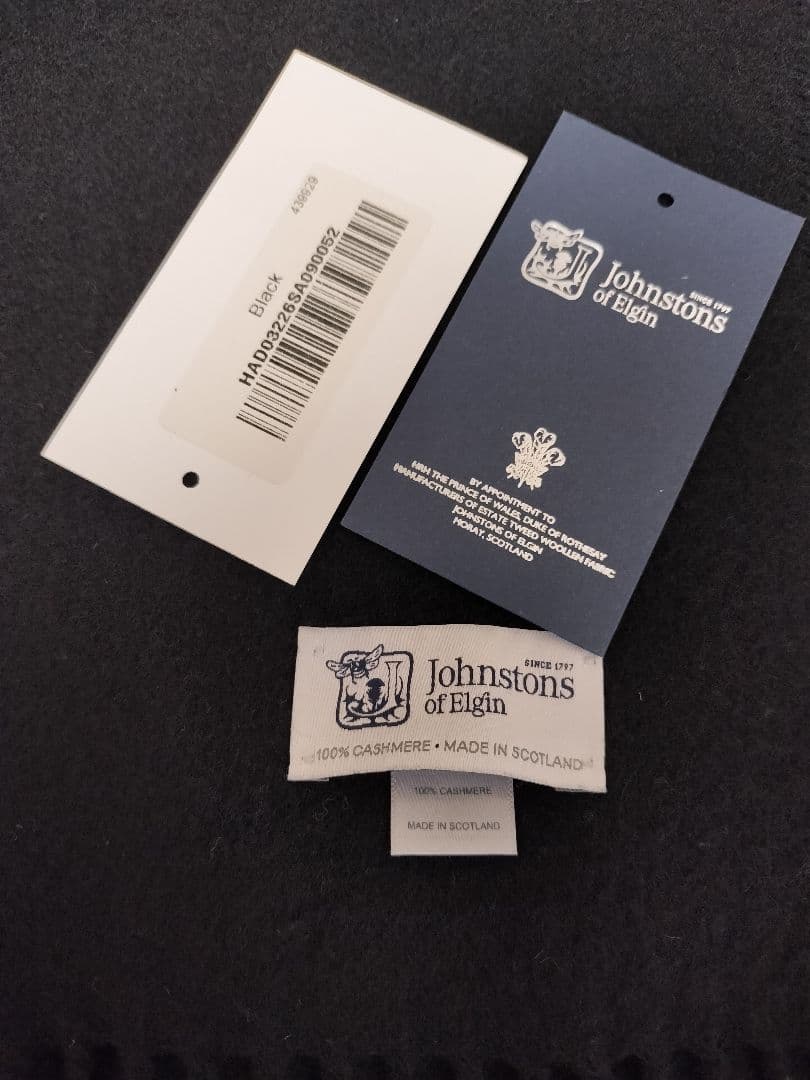 439929
Black
HAD03226SA090052
Johnstons
SINCE 1797
of Elgin
BY APPOINTMENT TO
HRH THE PRINCE OF WALES, DUKE OF ROTHESAY
MANUFACTURERS OF ESTATE TWEED WOOLLEN FABRIC
JOHNSTONS OF ELGIN
MORAY, SCOTLAND
SINCE 1797
Johnstons
of Elgin
100% CASHMERE • MADE IN SCOTLAND
100% CASHMERE
MADE IN SCOTLAND